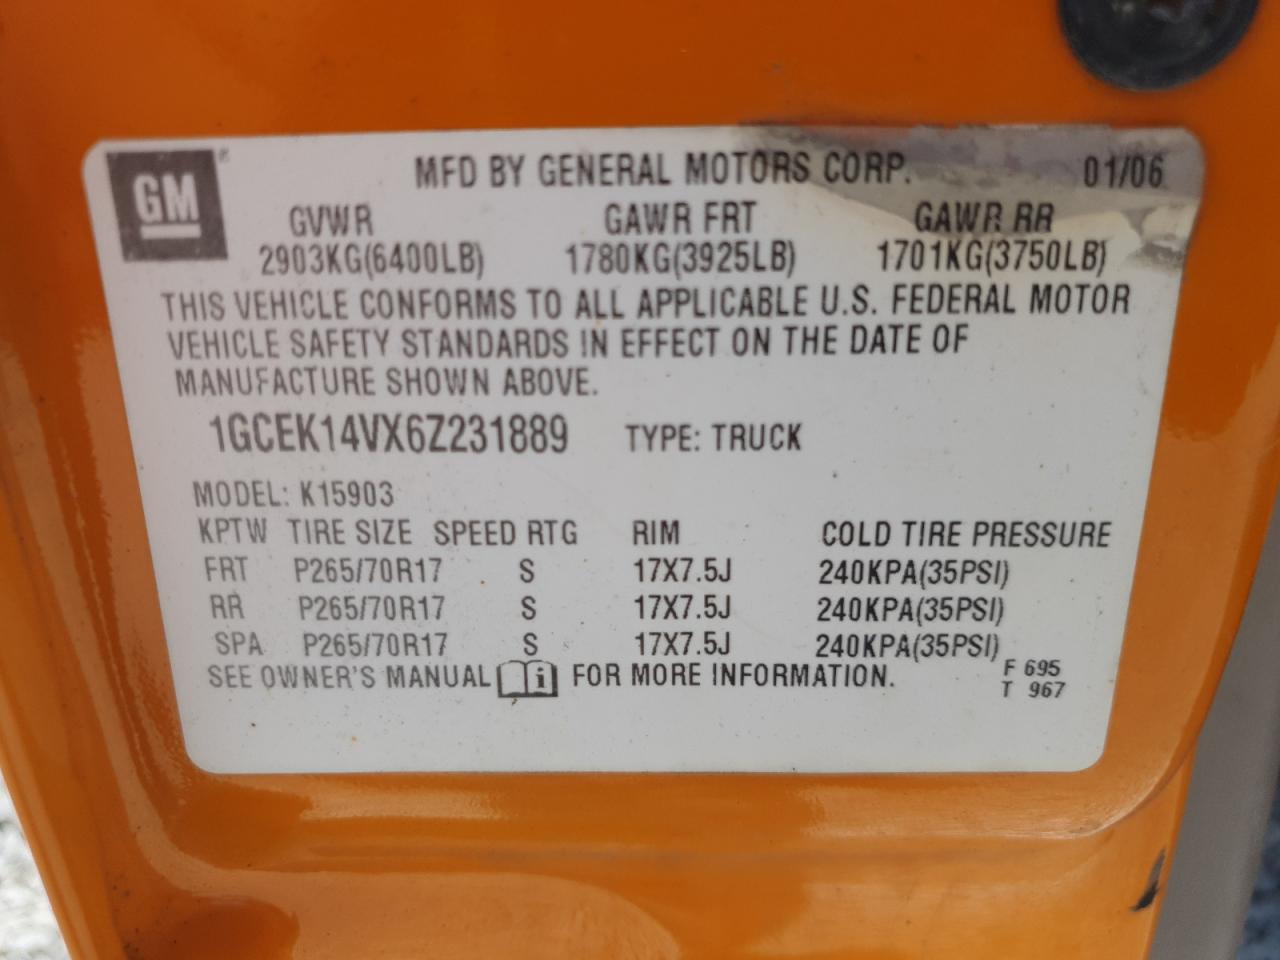 GM®
MFD BY GENERAL MOTORS CORP. 01/06
GVWR GAWR FRT GAWR RR
2903KG(6400LB) 1780KG(3925LB) 1701KG(3750LB)
THIS VEHICLE CONFORMS TO ALL APPLICABLE U.S. FEDERAL MOTOR
VEHICLE SAFETY STANDARDS IN EFFECT ON THE DATE OF
MANUFACTURE SHOWN ABOVE.
1GCEK14VX6Z231889 TYPE: TRUCK
MODEL: K15903
KPTW TIRE SIZE SPEED RTG RIM COLD TIRE PRESSURE
FRT P265/70R17 S 17X7.5J 240KPA(35PSI)
RR P265/70R17 S 17X7.5J 240KPA(35PSI)
SPA P265/70R17 S 17X7.5J 240KPA(35PSI)
SEE OWNER'S MANUAL i FOR MORE INFORMATION.
F 695
T 967